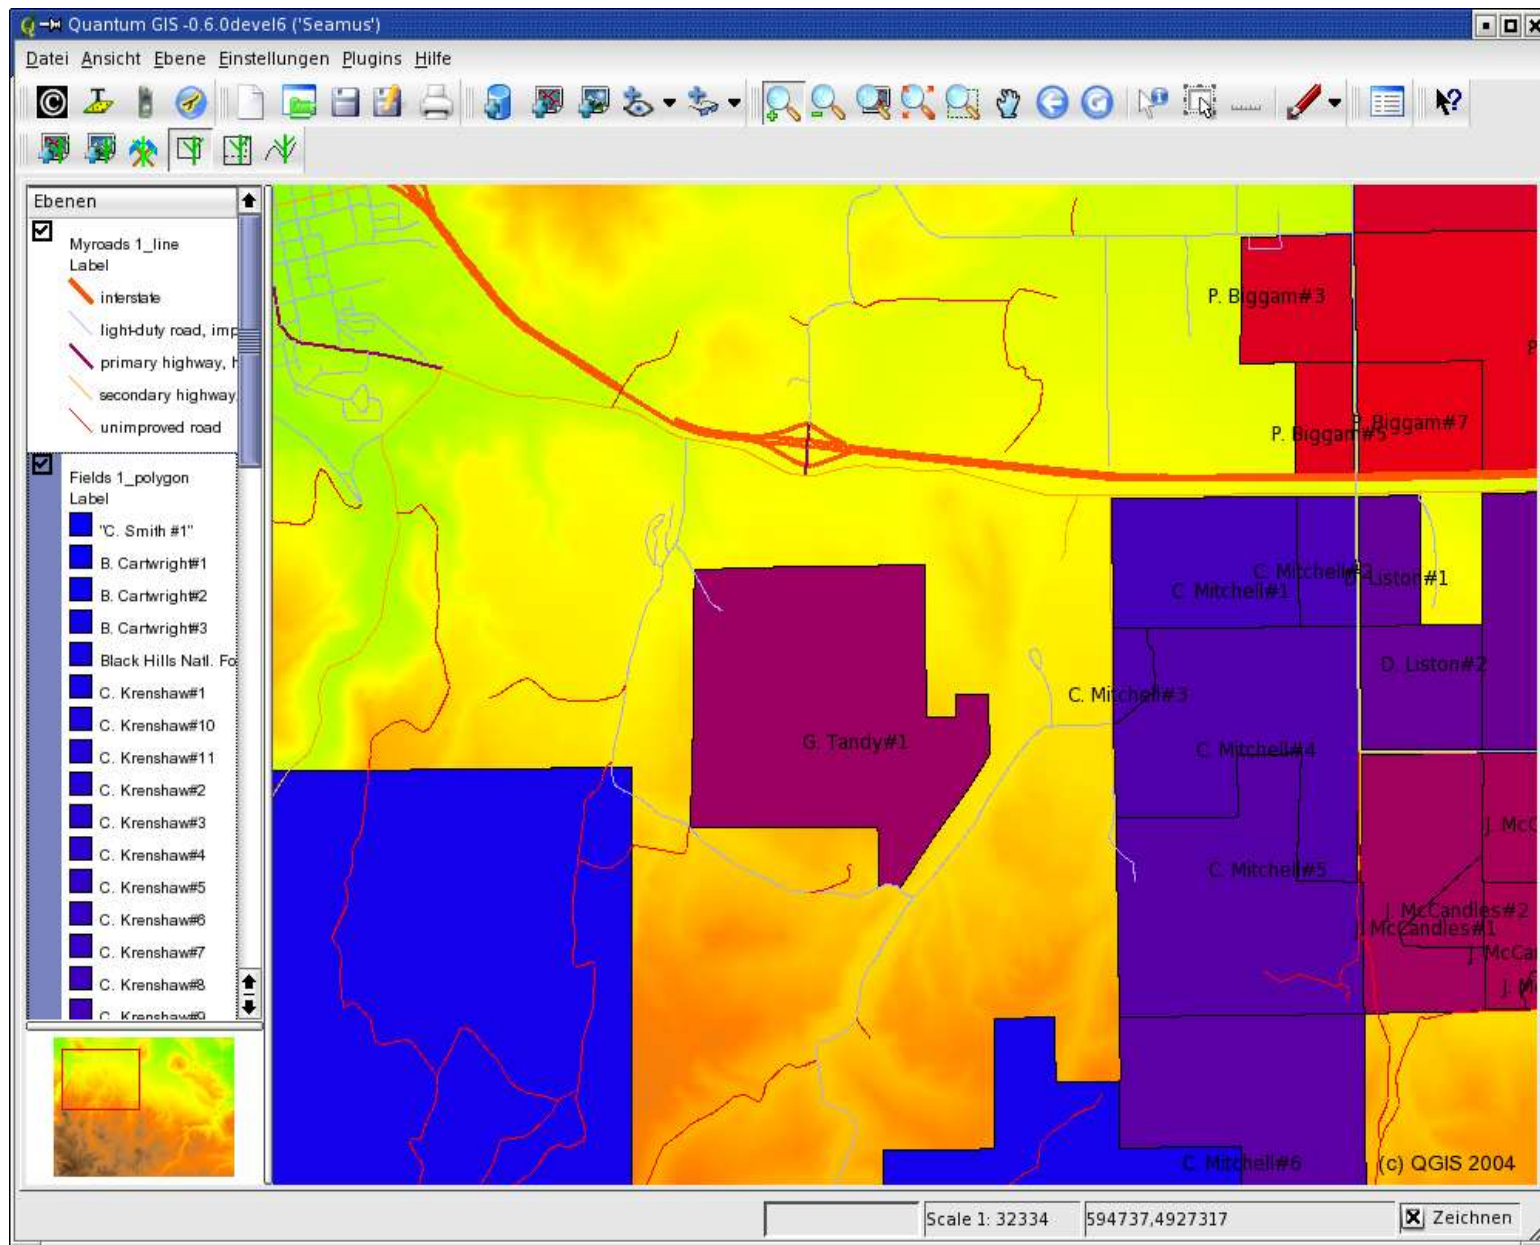 Quantum GIS -0.6.0devel6 ('Seamus')
Datei Ansicht Ebene Einstellungen Plugins Hilfe
Ebenen
Myroads 1_line
Label
interstate
light-duty road, imp
primary highway, h
secondary highway,
unimproved road
Fields 1_polygon
Label
"C. Smith #1"
B. Cartwright#1
B. Cartwright#2
B. Cartwright#3
Black Hills Natl. Fo
C. Krenshaw#1
C. Krenshaw#10
C. Krenshaw#11
C. Krenshaw#2
C. Krenshaw#3
C. Krenshaw#4
C. Krenshaw#5
C. Krenshaw#6
C. Krenshaw#7
C. Krenshaw#8
C. Krenshaw#9
P. Biggam#3
P
P. Biggam#7
P. Biggam#5
C. Mitchell#2
D. Liston#1
C. Mitchell#1
D. Liston#2
C. Mitchell#3
G. Tandy#1
C. Mitchell#4
J. McC
C. Mitchell#5
J. McCandles#2
J. McCandles#1
J. McCa
J. Mc
C. Mitchell#6
(c) QGIS 2004
Scale 1: 32334
594737,4927317
Zeichnen